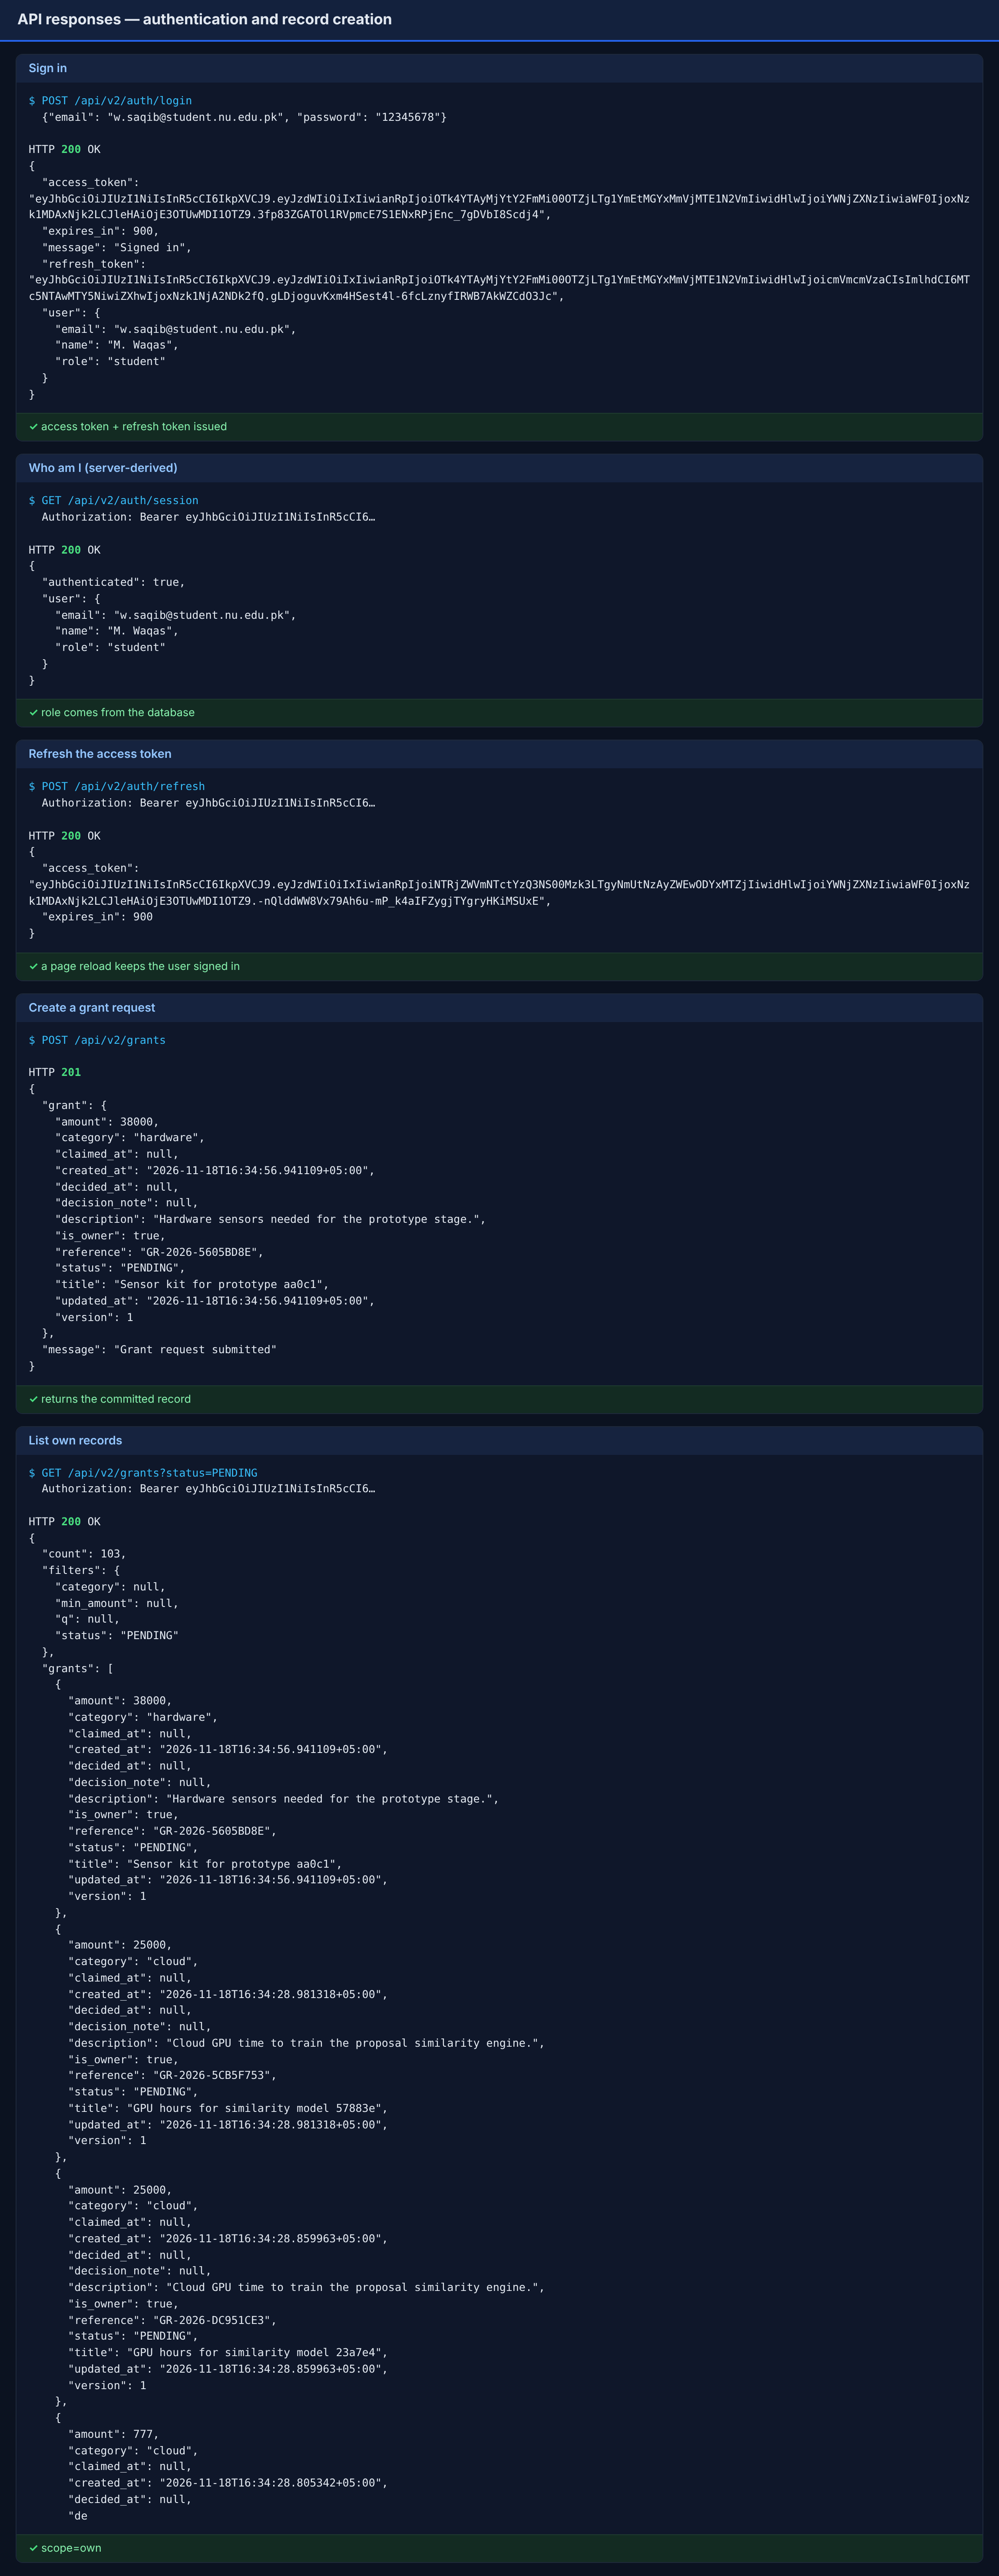 API responses — authentication and record creation
Sign in
$ POST /api/v2/auth/login
{"email": "w.saqib@student.nu.edu.pk", "password": "12345678"}
HTTP 200 OK
{
"access_token":
"eyJhbGciOiJIUzI1NiIsInR5cCI6IkpXVCJ9.eyJzdWIiOiIxIiwianRpIjoiOTk4YTAyMjYtY2FmMi00OTZjLTg1YmEtMGYxMmVjMTE1N2VmIiwidHlwIjoiYWNjZXNzIiwiaWF0IjoxNz
k1MDAxNjk2LCJleHAiOjE3OTUwMDI1OTZ9.3fp83ZGATOl1RVpmcE7S1ENxRPjEnc_7gDVbI8Scdj4",
"expires_in": 900,
"message": "Signed in",
"refresh_token":
"eyJhbGciOiJIUzI1NiIsInR5cCI6IkpXVCJ9.eyJzdWIiOiIxIiwianRpIjoiOTk4YTAyMjYtY2FmMi00OTZjLTg1YmEtMGYxMmVjMTE1N2VmIiwidHlwIjoicmVmcmVzaCIsImlhdCI6MT
c5NTAwMTY5NiwiZXhwIjoxNzk1NjA2NDk2fQ.gLDjoguvKxm4HSest4l-6fcLznyfIRWB7AkWZCdO3Jc",
"user": {
"email": "w.saqib@student.nu.edu.pk",
"name": "M. Waqas",
"role": "student"
}
}
✓ access token + refresh token issued
Who am I (server-derived)
$ GET /api/v2/auth/session
Authorization: Bearer eyJhbGciOiJIUzI1NiIsInR5cCI6…
HTTP 200 OK
{
"authenticated": true,
"user": {
"email": "w.saqib@student.nu.edu.pk",
"name": "M. Waqas",
"role": "student"
}
}
✓ role comes from the database
Refresh the access token
$ POST /api/v2/auth/refresh
Authorization: Bearer eyJhbGciOiJIUzI1NiIsInR5cCI6…
HTTP 200 OK
{
"access_token":
"eyJhbGciOiJIUzI1NiIsInR5cCI6IkpXVCJ9.eyJzdWIiOiIxIiwianRpIjoiNTRjZWVmNTctYzQ3NS00Mzk3LTgyNmUtNzAyZWEwODYxMTZjIiwidHlwIjoiYWNjZXNzIiwiaWF0IjoxNz
k1MDAxNjk2LCJleHAiOjE3OTUwMDI1OTZ9.-nQlddWW8Vx79Ah6u-mP_k4aIFZygjTYgryHKiMSUxE",
"expires_in": 900
}
✓ a page reload keeps the user signed in
Create a grant request
$ POST /api/v2/grants
HTTP 201
{
"grant": {
"amount": 38000,
"category": "hardware",
"claimed_at": null,
"created_at": "2026-11-18T16:34:56.941109+05:00",
"decided_at": null,
"decision_note": null,
"description": "Hardware sensors needed for the prototype stage.",
"is_owner": true,
"reference": "GR-2026-5605BD8E",
"status": "PENDING",
"title": "Sensor kit for prototype aa0c1",
"updated_at": "2026-11-18T16:34:56.941109+05:00",
"version": 1
},
"message": "Grant request submitted"
}
✓ returns the committed record
List own records
$ GET /api/v2/grants?status=PENDING
Authorization: Bearer eyJhbGciOiJIUzI1NiIsInR5cCI6…
HTTP 200 OK
{
"count": 103,
"filters": {
"category": null,
"min_amount": null,
"q": null,
"status": "PENDING"
},
"grants": [
{
"amount": 38000,
"category": "hardware",
"claimed_at": null,
"created_at": "2026-11-18T16:34:56.941109+05:00",
"decided_at": null,
"decision_note": null,
"description": "Hardware sensors needed for the prototype stage.",
"is_owner": true,
"reference": "GR-2026-5605BD8E",
"status": "PENDING",
"title": "Sensor kit for prototype aa0c1",
"updated_at": "2026-11-18T16:34:56.941109+05:00",
"version": 1
},
{
"amount": 25000,
"category": "cloud",
"claimed_at": null,
"created_at": "2026-11-18T16:34:28.981318+05:00",
"decided_at": null,
"decision_note": null,
"description": "Cloud GPU time to train the proposal similarity engine.",
"is_owner": true,
"reference": "GR-2026-5CB5F753",
"status": "PENDING",
"title": "GPU hours for similarity model 57883e",
"updated_at": "2026-11-18T16:34:28.981318+05:00",
"version": 1
},
{
"amount": 25000,
"category": "cloud",
"claimed_at": null,
"created_at": "2026-11-18T16:34:28.859963+05:00",
"decided_at": null,
"decision_note": null,
"description": "Cloud GPU time to train the proposal similarity engine.",
"is_owner": true,
"reference": "GR-2026-DC951CE3",
"status": "PENDING",
"title": "GPU hours for similarity model 23a7e4",
"updated_at": "2026-11-18T16:34:28.859963+05:00",
"version": 1
},
{
"amount": 777,
"category": "cloud",
"claimed_at": null,
"created_at": "2026-11-18T16:34:28.805342+05:00",
"decided_at": null,
"de
✓ scope=own